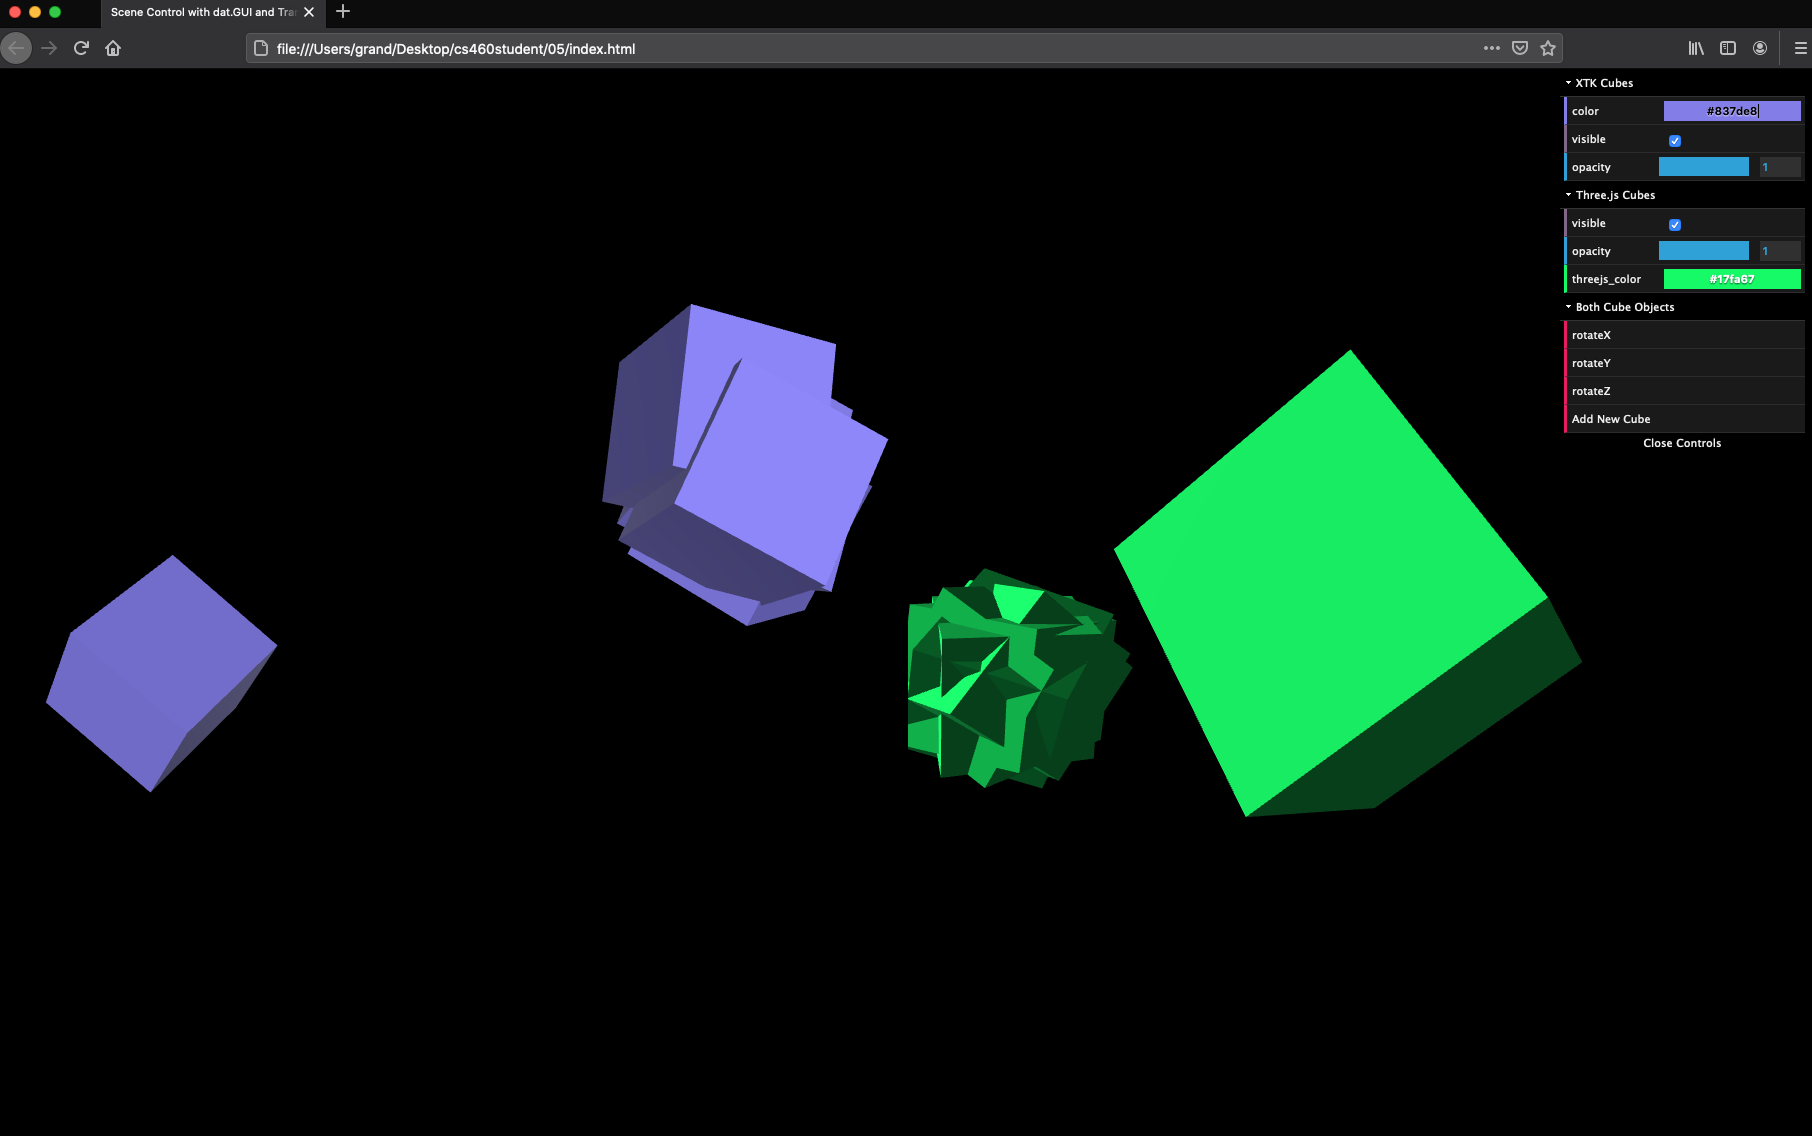 Scene Control with dat.GUI and Tra
file:///Users/grand/Desktop/cs460student/05/index.html
XTK Cubes
color #837de8
visible
opacity 1
Three.js Cubes
visible
opacity 1
threejs_color #17fa67
Both Cube Objects
rotateX
rotateY
rotateZ
Add New Cube
Close Controls